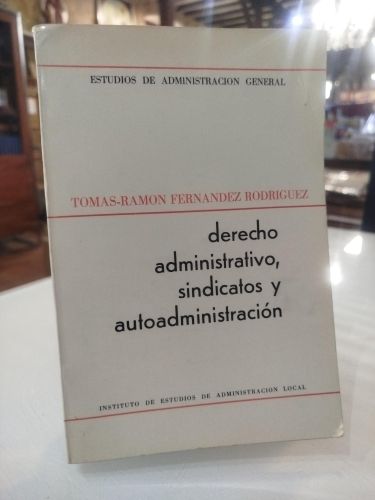 ESTUDIOS DE ADMINISTRACION GENERAL
TOMAS-RAMON FERNANDEZ RODRIGUEZ
derecho
administrativo,
sindicatos y
autoadministración
INSTITUTO DE ESTUDIOS DE ADMINISTRACION LOCAL